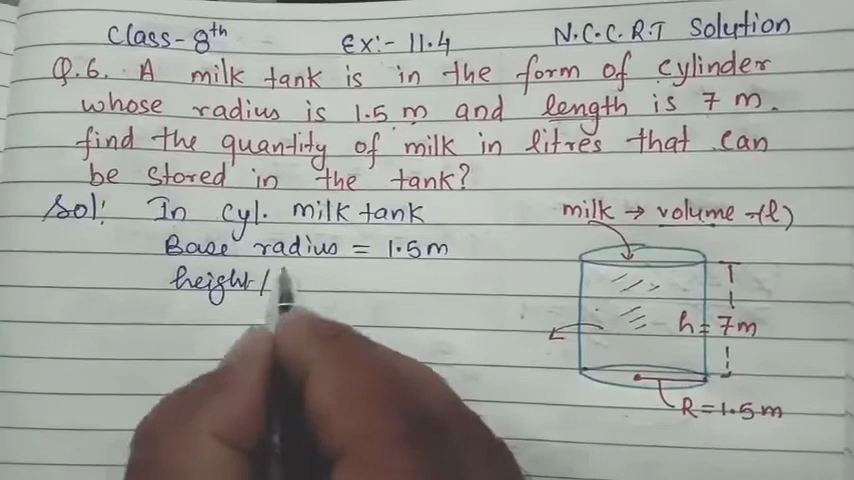 Class-8th Ex:- 11.4 N.C.C.R.T Solution
Q.6. A milk tank is in the form of cylinder
whose radius is 1.5 m and length is 7 m.
find the quantity of milk in litres that can
be stored in the tank?
Sol: In cyl. milk tank
Base radius = 1.5m
height/
milk → volume -(l)
h = 7m
R = 1.5m